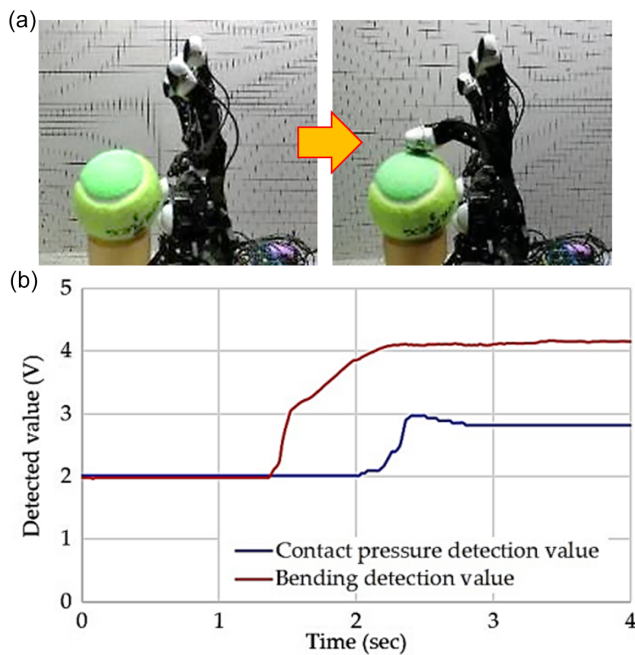 (a)
(b)
5
4
3
2
1
0
Detected value (V)
Contact pressure detection value
Bending detection value
0 1 2 3 4
Time (sec)